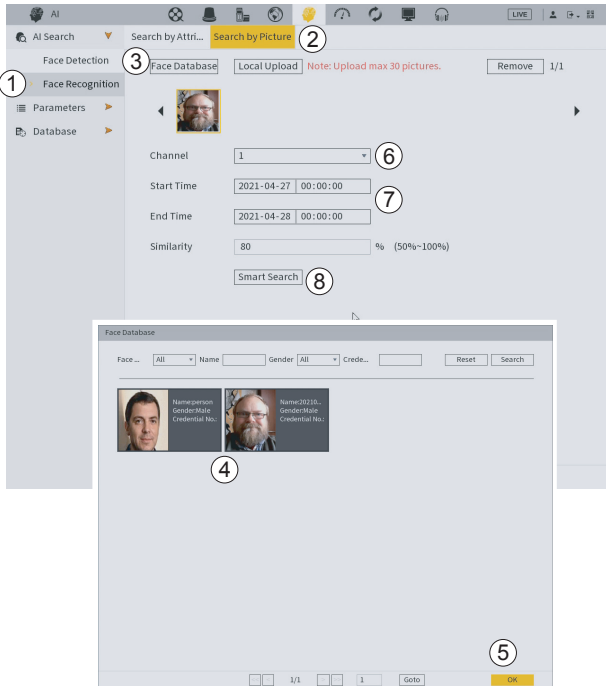 AI
LIVE
AI Search
Search by Attri...
Search by Picture
2
Face Detection
3
Face Database
Local Upload
Note: Upload max 30 pictures.
Remove
1/1
1
Face Recognition
Parameters
Database
Channel
1
6
Start Time
2021-04-27
00:00:00
7
End Time
2021-04-28
00:00:00
Similarity
80
% (50%~100%)
Smart Search
8
Face Database
Face ...
All
Name
Gender
All
Crede...
Reset
Search
Name:person
Gender:Male
Credential No.:
Name:20210...
Gender:Male
Credential No.:
4
5
1/1
1
Goto
OK